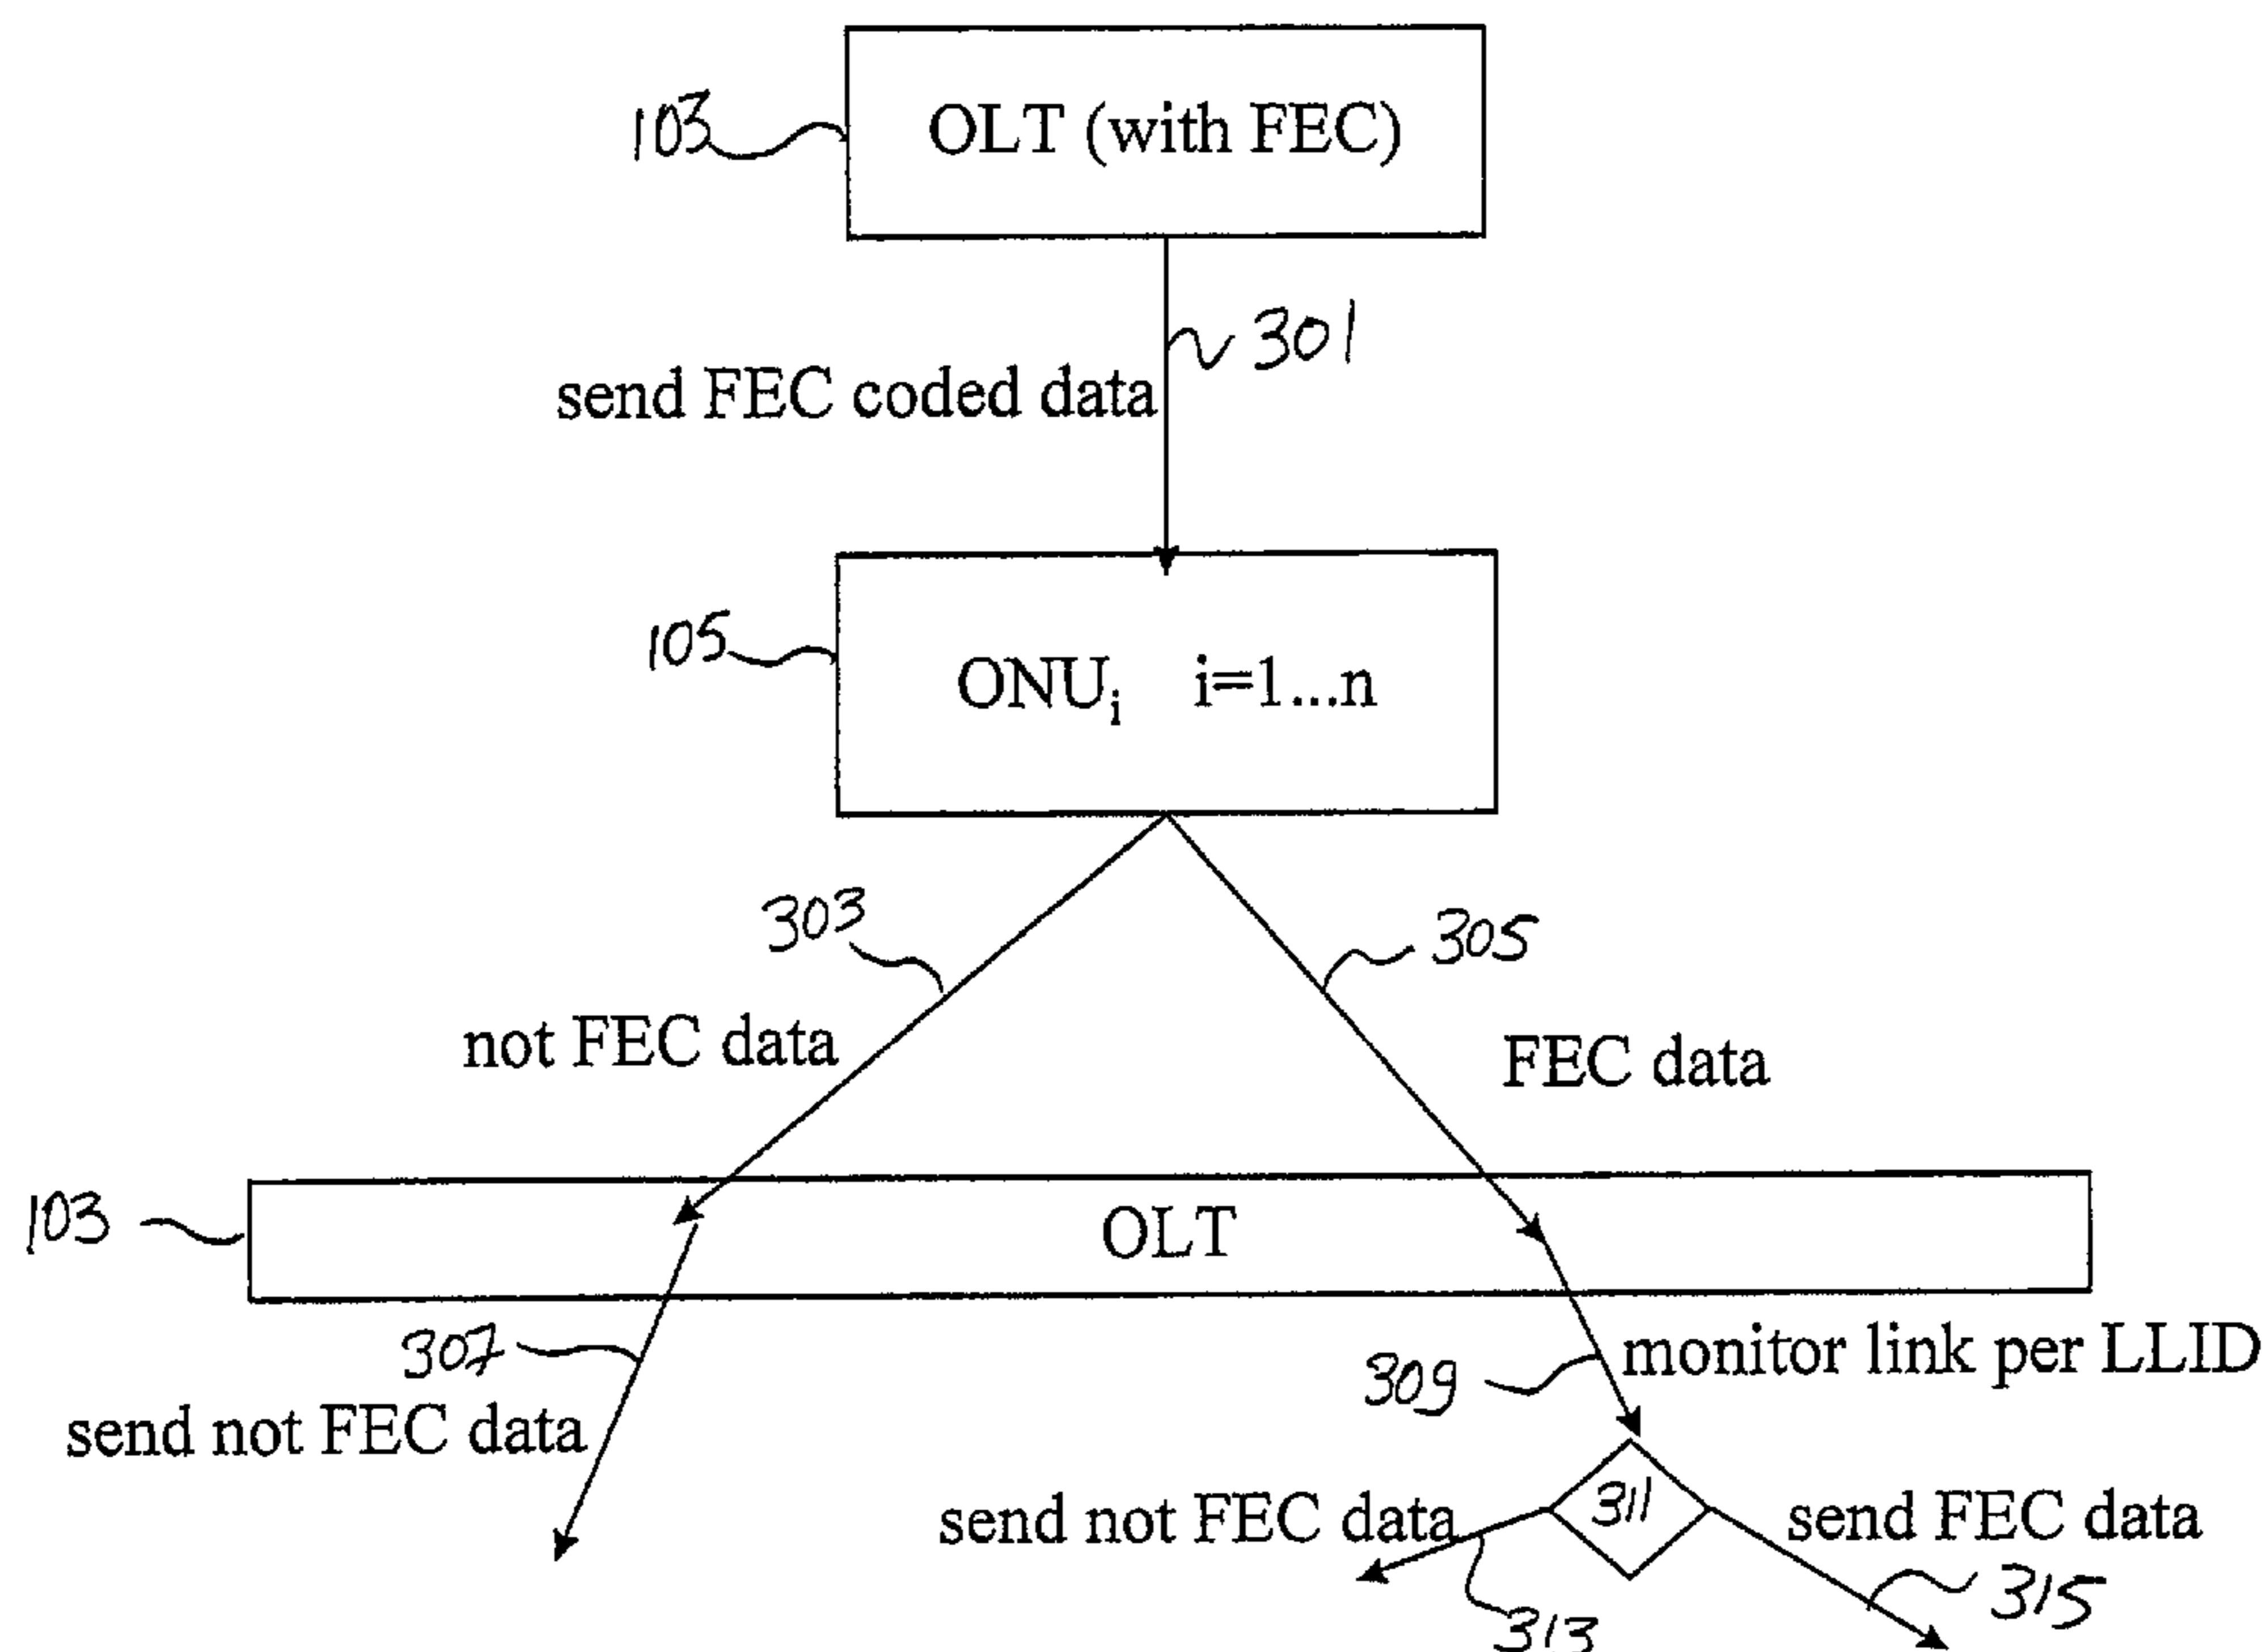 103
OLT (with FEC)
301
send FEC coded data
105
ONUi i=1...n
303
305
not FEC data
FEC data
103
OLT
307
309
monitor link per LLID
send not FEC data
send not FEC data
311
send FEC data
313
315